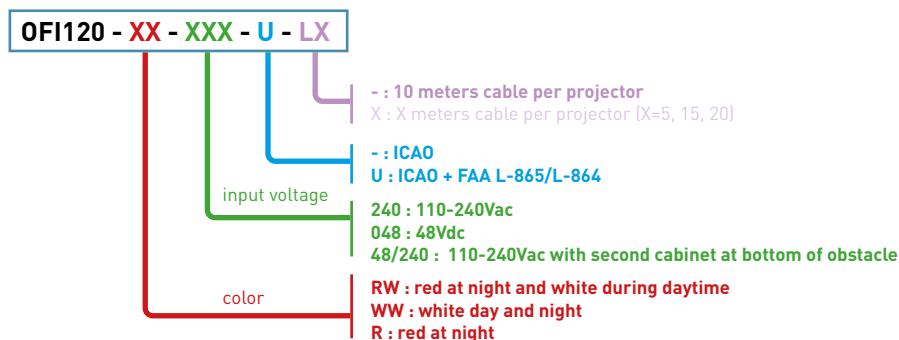 OFI120 - XX - XXX - U - LX
- : 10 meters cable per projector
X : X meters cable per projector (X=5, 15, 20)
- : ICAO
U : ICAO + FAA L-865/L-864
input voltage
240 : 110-240Vac
048 : 48Vdc
48/240 : 110-240Vac with second cabinet at bottom of obstacle
color
RW : red at night and white during daytime
WW : white day and night
R : red at night